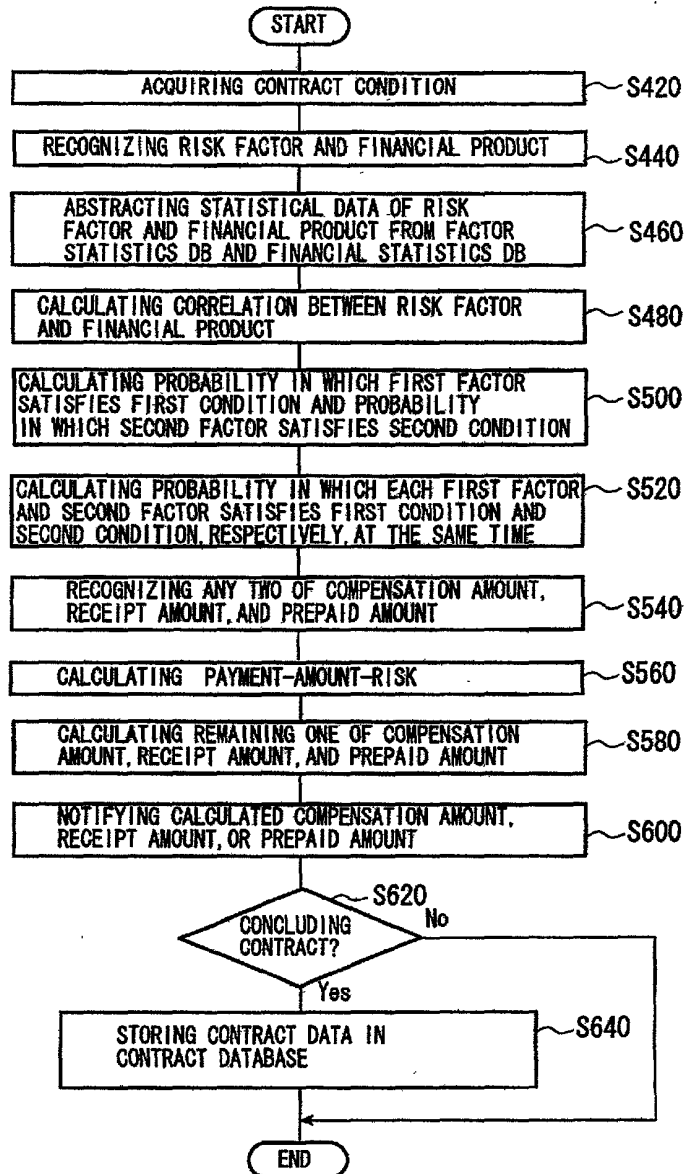 START
ACQUIRING CONTRACT CONDITION
S420
RECOGNIZING RISK FACTOR AND FINANCIAL PRODUCT
S440
ABSTRACTING STATISTICAL DATA OF RISK
FACTOR AND FINANCIAL PRODUCT FROM FACTOR
STATISTICS DB AND FINANCIAL STATISTICS DB
S460
CALCULATING CORRELATION BETWEEN RISK FACTOR
AND FINANCIAL PRODUCT
S480
CALCULATING PROBABILITY IN WHICH FIRST FACTOR
SATISFIES FIRST CONDITION AND PROBABILITY
IN WHICH SECOND FACTOR SATISFIES SECOND CONDITION
S500
CALCULATING PROBABILITY IN WHICH EACH FIRST FACTOR
AND SECOND FACTOR SATISFIES FIRST CONDITION AND
SECOND CONDITION, RESPECTIVELY, AT THE SAME TIME
S520
RECOGNIZING ANY TWO OF COMPENSATION AMOUNT,
RECEIPT AMOUNT, AND PREPAID AMOUNT
S540
CALCULATING PAYMENT-AMOUNT-RISK
S560
CALCULATING REMAINING ONE OF COMPENSATION
AMOUNT, RECEIPT AMOUNT, AND PREPAID AMOUNT
S580
NOTIFYING CALCULATED COMPENSATION AMOUNT,
RECEIPT AMOUNT, OR PREPAID AMOUNT
S600
S620
CONCLUDING
CONTRACT?
No
Yes
STORING CONTRACT DATA IN
CONTRACT DATABASE
S640
END